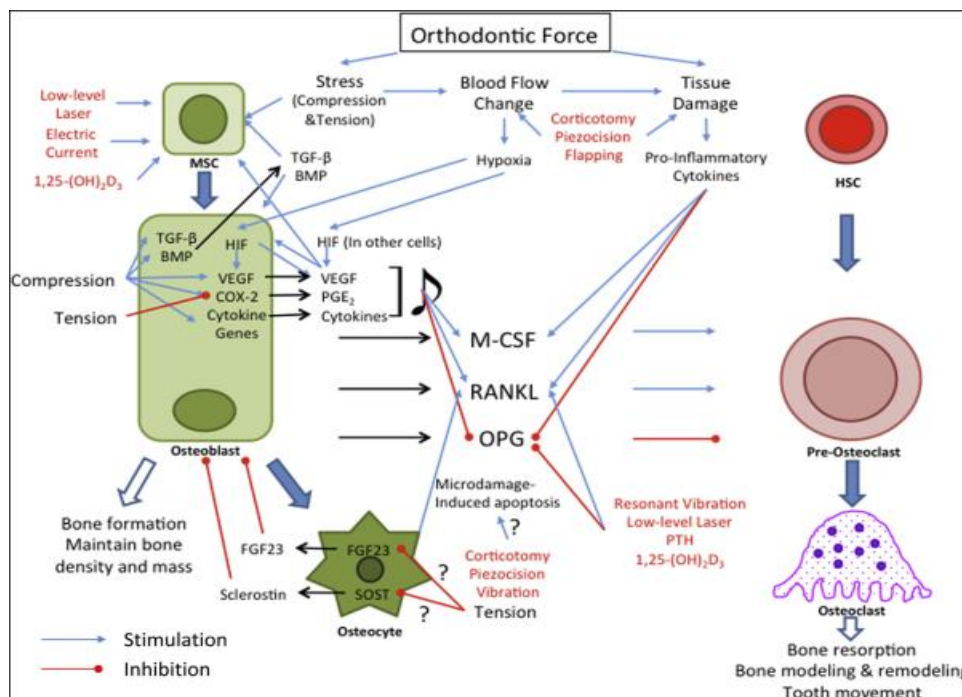 Orthodontic Force
Low-level
Laser
Electric
Current
1,25-(OH)₂D₃
MSC
Stress
(Compression
&Tension)
Blood Flow
Change
Tissue
Damage
Corticotomy
Piezocision
Flapping
TGF-β
BMP
Hypoxia
Pro-Inflammatory
Cytokines
HSC
TGF-β
BMP
HIF
HIF (In other cells)
Compression
Tension
VEGF
COX-2
Cytokine
Genes
VEGF
PGE₂
Cytokines
M-CSF
RANKL
OPG
Osteoblast
Pre-Osteoclast
Bone formation
Maintain bone
density and mass
FGF23
Sclerostin
FGF23
SOST
Osteocyte
Microdamage-
Induced apoptosis
?
?
?
Corticotomy
Piezocision
Vibration
Tension
Resonant Vibration
Low-level Laser
PTH
1,25-(OH)₂D₃
Osteoclast
Bone resorption
Bone modeling & remodeling
Tooth movement
Stimulation
Inhibition